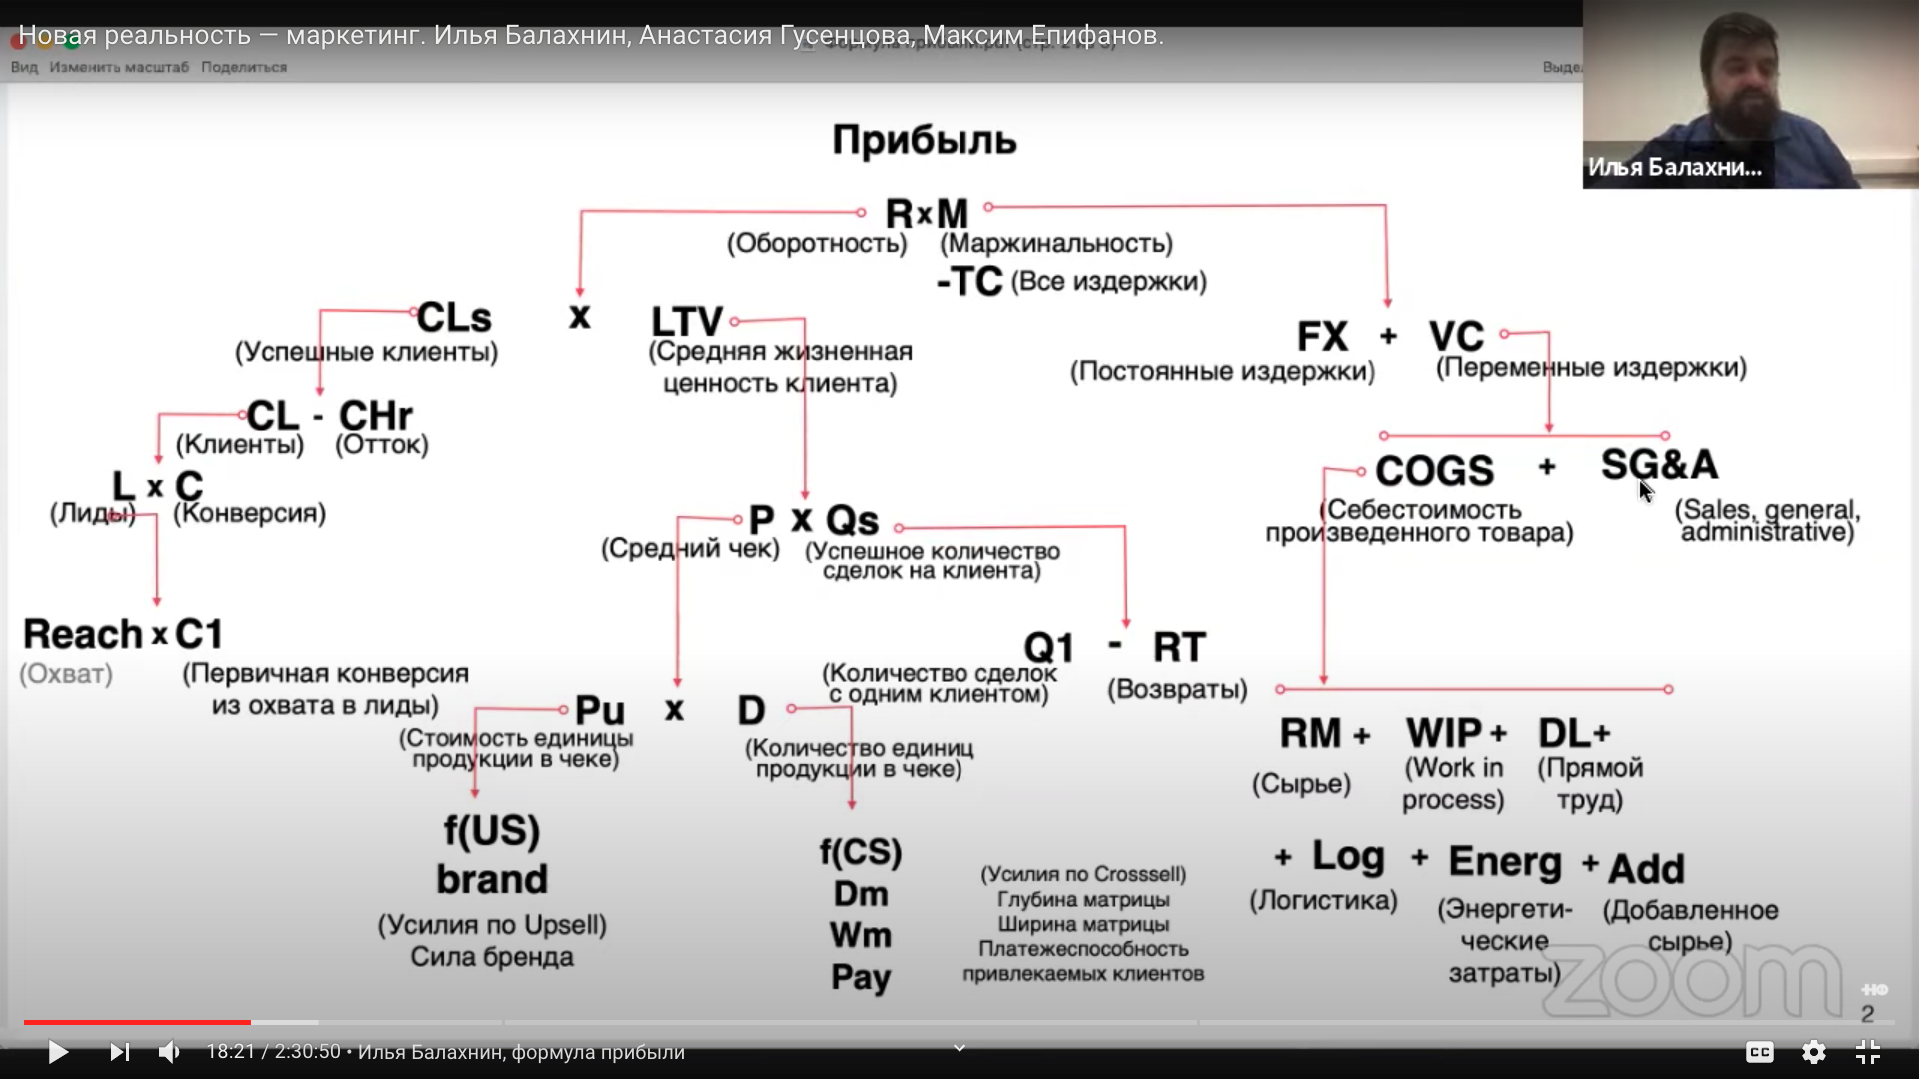 Новая реальность — маркетинг. Илья Балахнин, Анастасия Гусенцова, Максим Епифанов.
Вид Изменить масштаб Поделиться
Илья Балахни...
Прибыль
R x M
(Оборотность) (Маржинальность)
-TC (Все издержки)
CLs x LTV
(Успешные клиенты)
(Средняя жизненная
ценность клиента)
FX + VC
(Постоянные издержки) (Переменные издержки)
CL - CHr
(Клиенты) (Отток)
L x C
(Лиды) (Конверсия)
COGS + SG&A
(Себестоимость
произведенного товара)
(Sales, general,
administrative)
P x Qs
(Средний чек)
(Успешное количество
сделок на клиента)
Reach x C1
(Охват)
(Первичная конверсия
из охвата в лиды)
Q1 - RT
(Количество сделок
с одним клиентом)
(Возвраты)
Pu x D
(Стоимость единицы
продукции в чеке)
(Количество единиц
продукции в чеке)
RM + WIP + DL+
(Сырье)
(Work in
process)
(Прямой
труд)
f(US)
brand
(Усилия по Upsell)
Сила бренда
f(CS)
Dm
Wm
Pay
(Усилия по Crosssell)
Глубина матрицы
Ширина матрицы
Платежеспособность
привлекаемых клиентов
+ Log + Energ + Add
(Логистика)
(Энергети-
ческие
затраты)
(Добавленное
сырье)
zoom
2
18:21 / 2:30:50 • Илья Балахнин, формула прибыли
CC